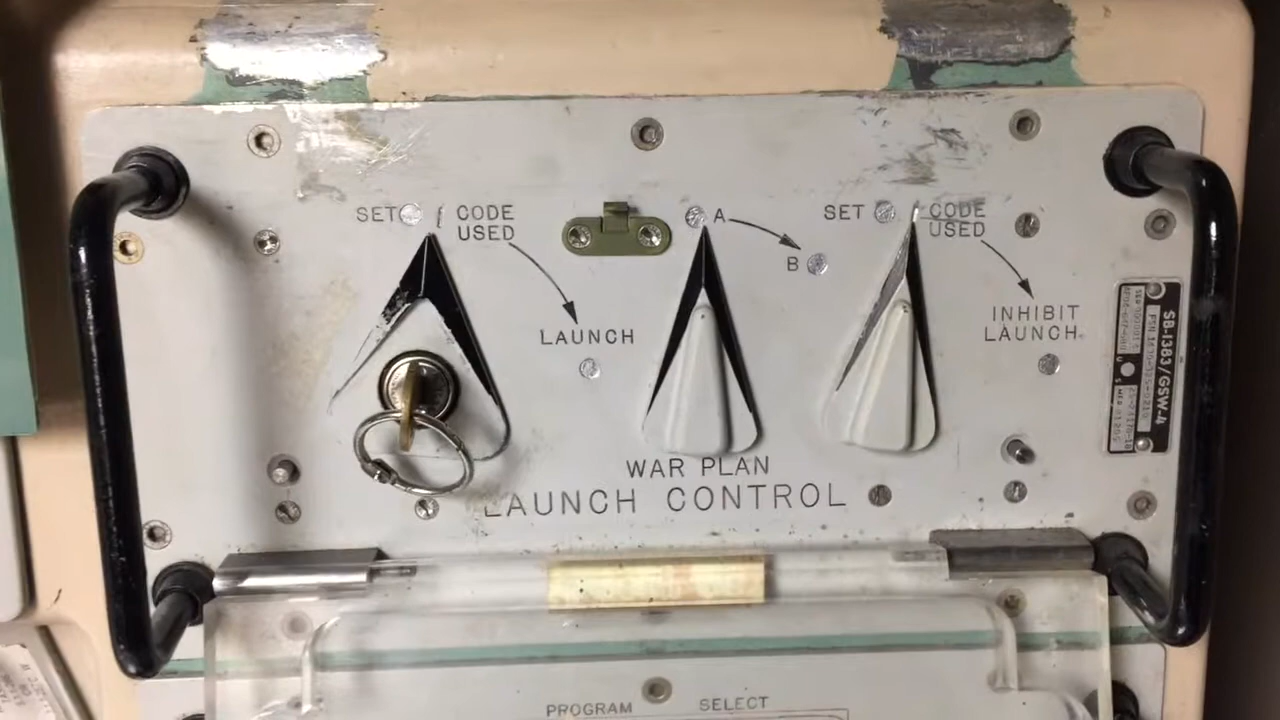 SET
CODE
USED
LAUNCH
A
B
SET
CODE
USED
INHIBIT
LAUNCH
WAR PLAN
LAUNCH CONTROL
SB-1383/GSW-4
PROGRAM SELECT